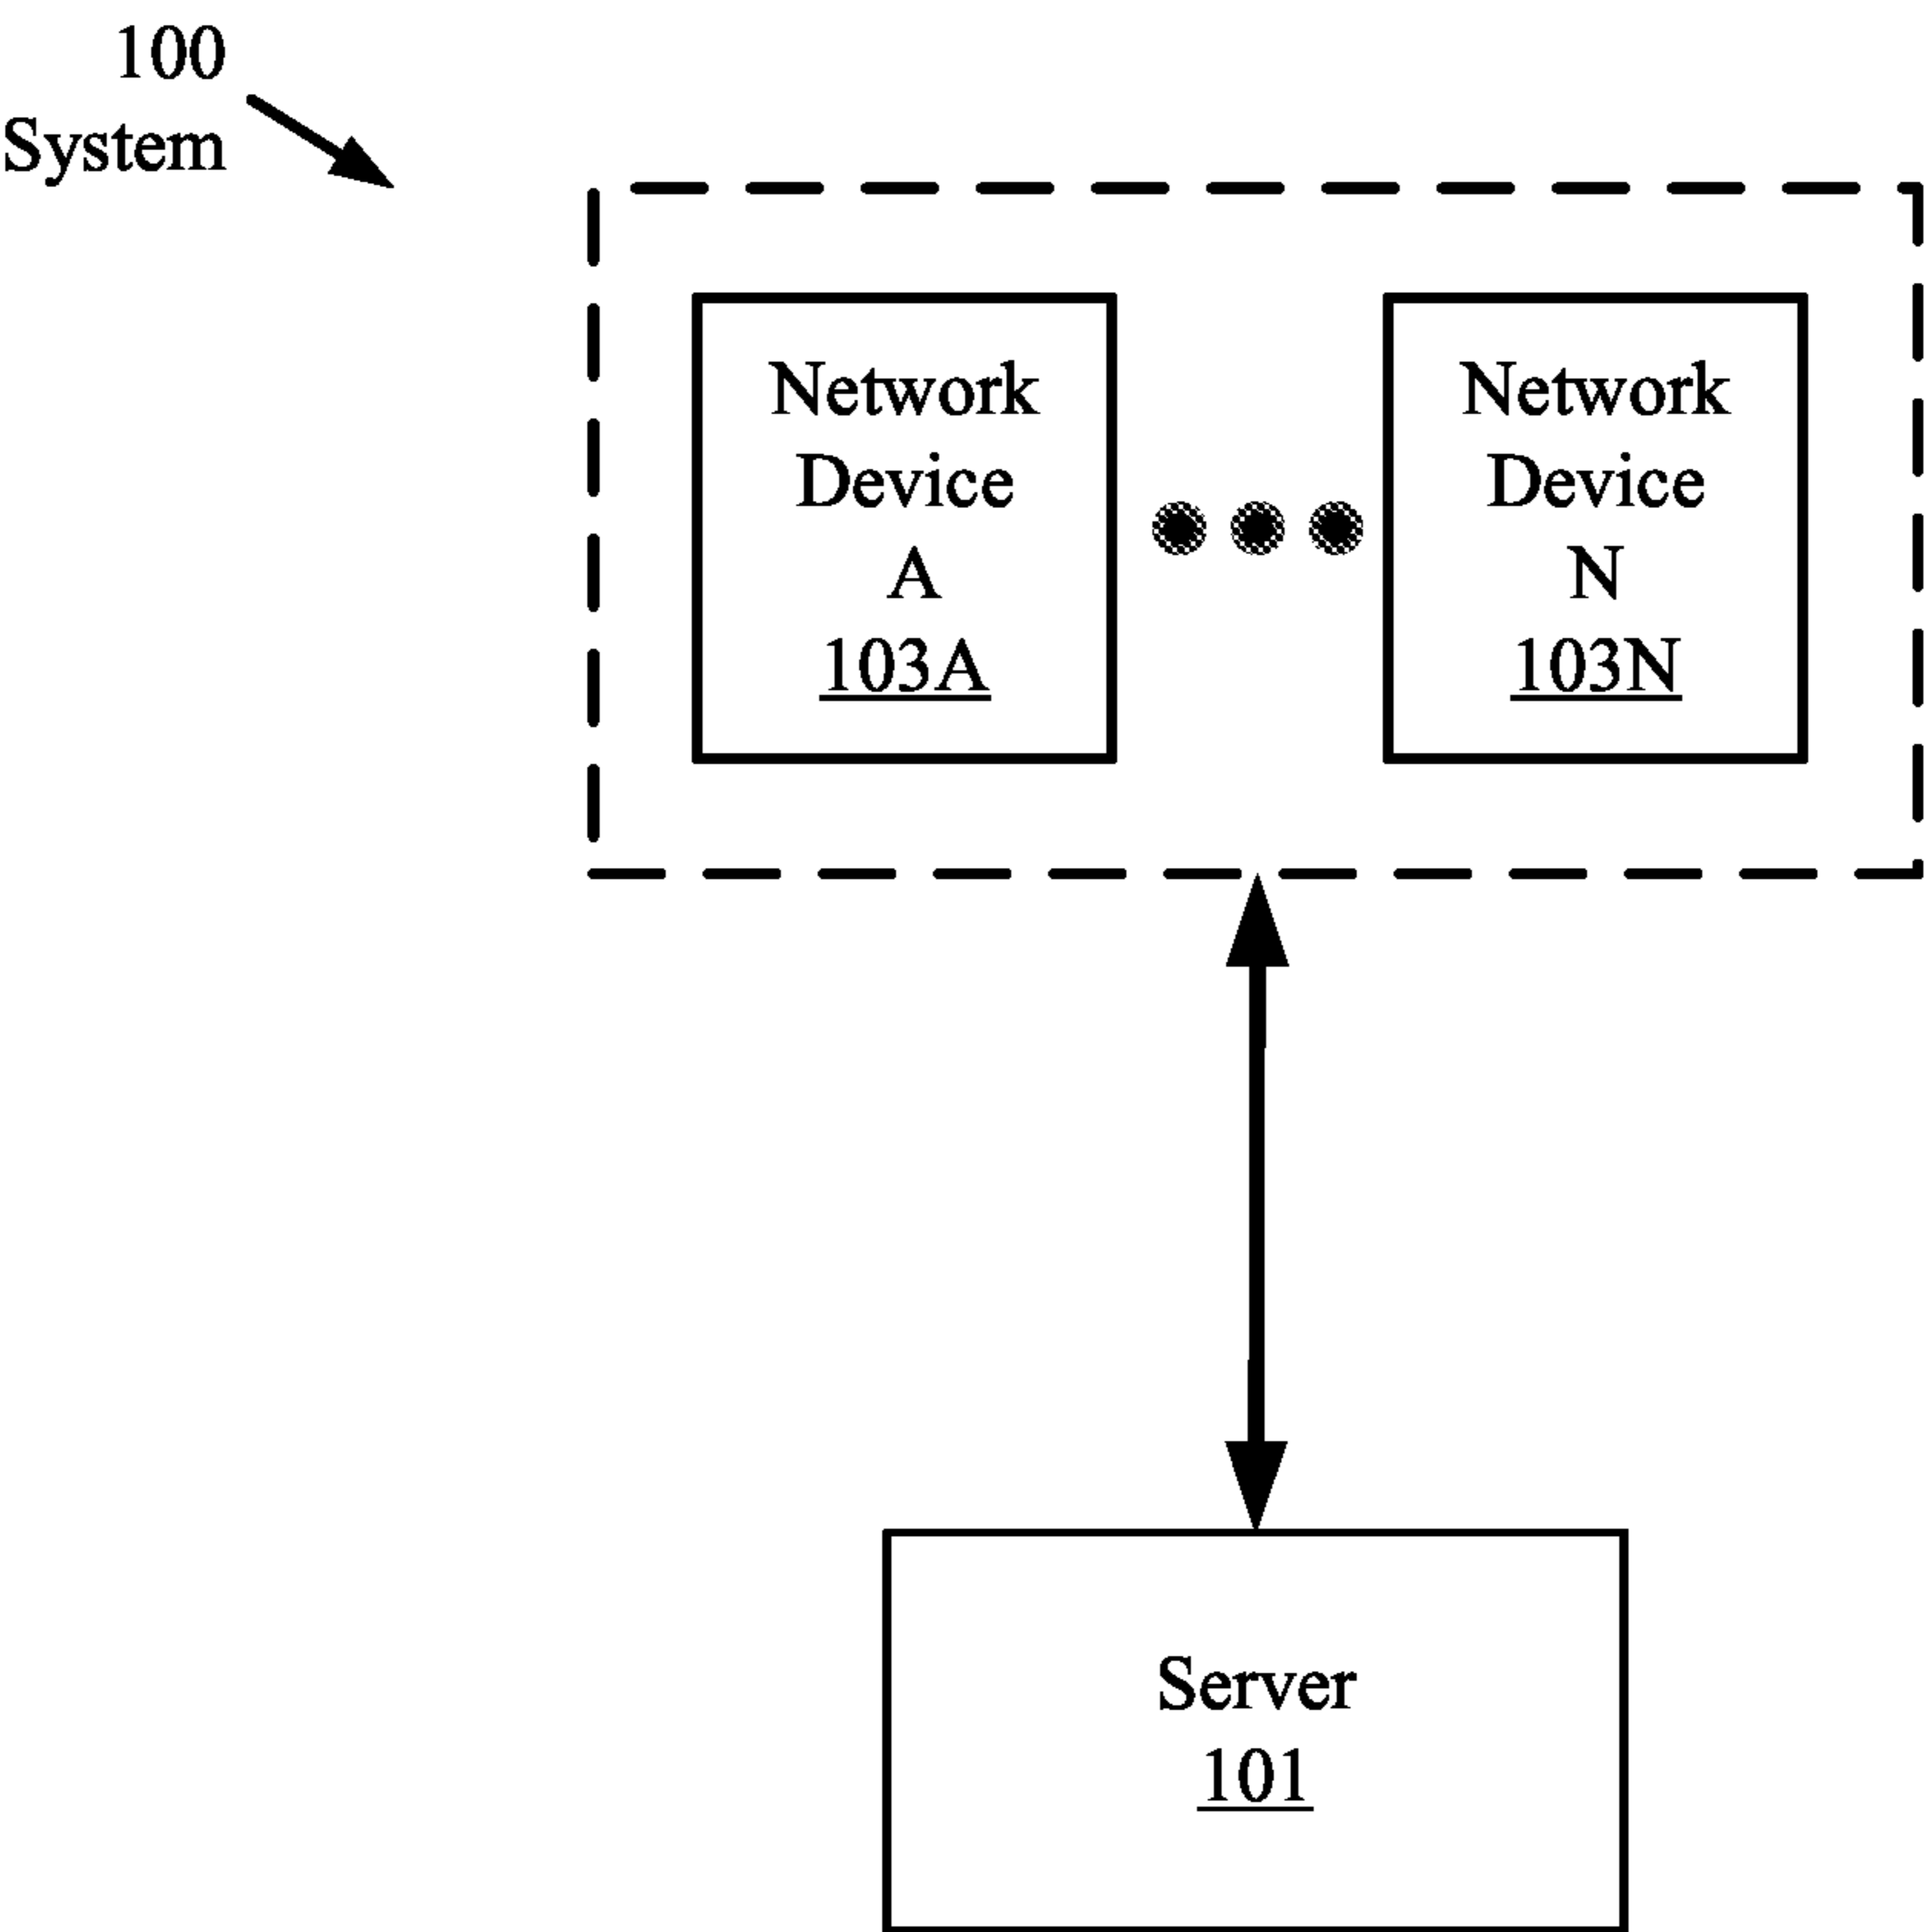 100
System
Network
Device
A
103A
Network
Device
N
103N
Server
101